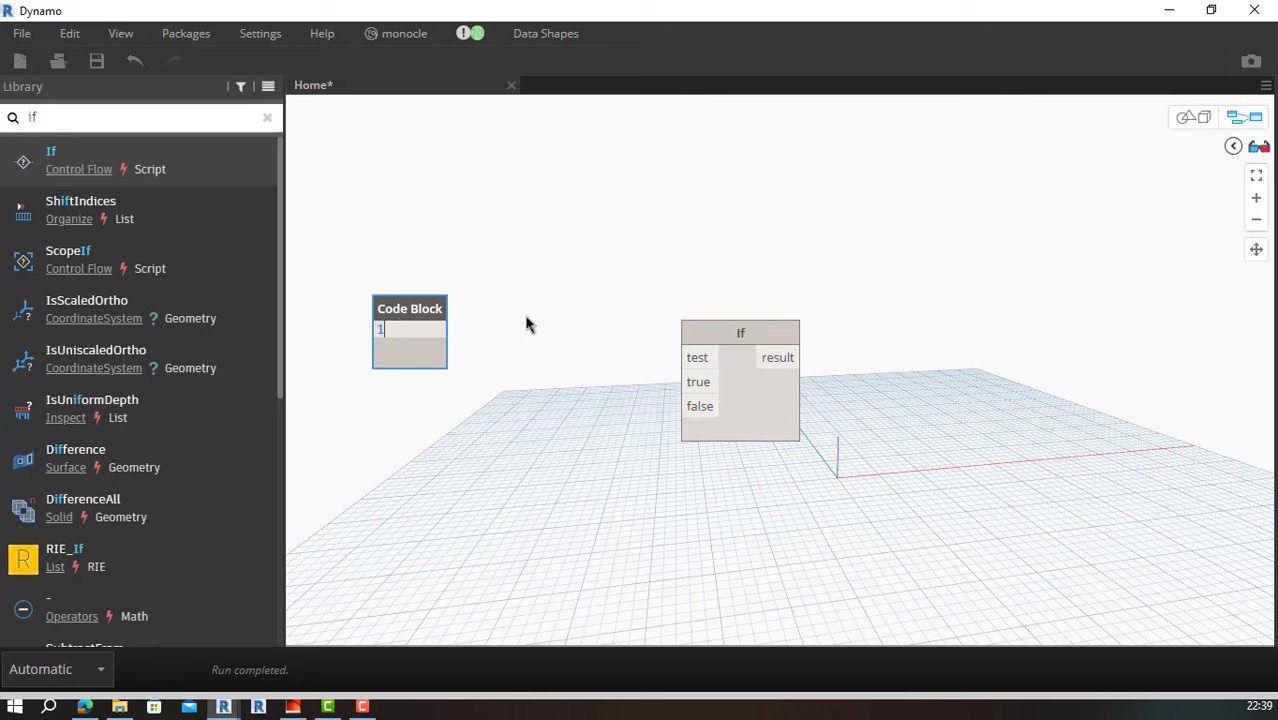 Dynamo
File Edit View Packages Settings Help monocle Data Shapes
Library
Home*
if
If
Control Flow Script
ShiftIndices
Organize List
ScopeIf
Control Flow Script
IsScaledOrtho
CoordinateSystem ? Geometry
IsUniscaledOrtho
CoordinateSystem ? Geometry
IsUniformDepth
Inspect List
Difference
Surface Geometry
DifferenceAll
Solid Geometry
RIE_If
List RIE
-
Operators Math
SubtractFrom
Code Block
1
If
test result
true
false
Automatic
Run completed.
22:39